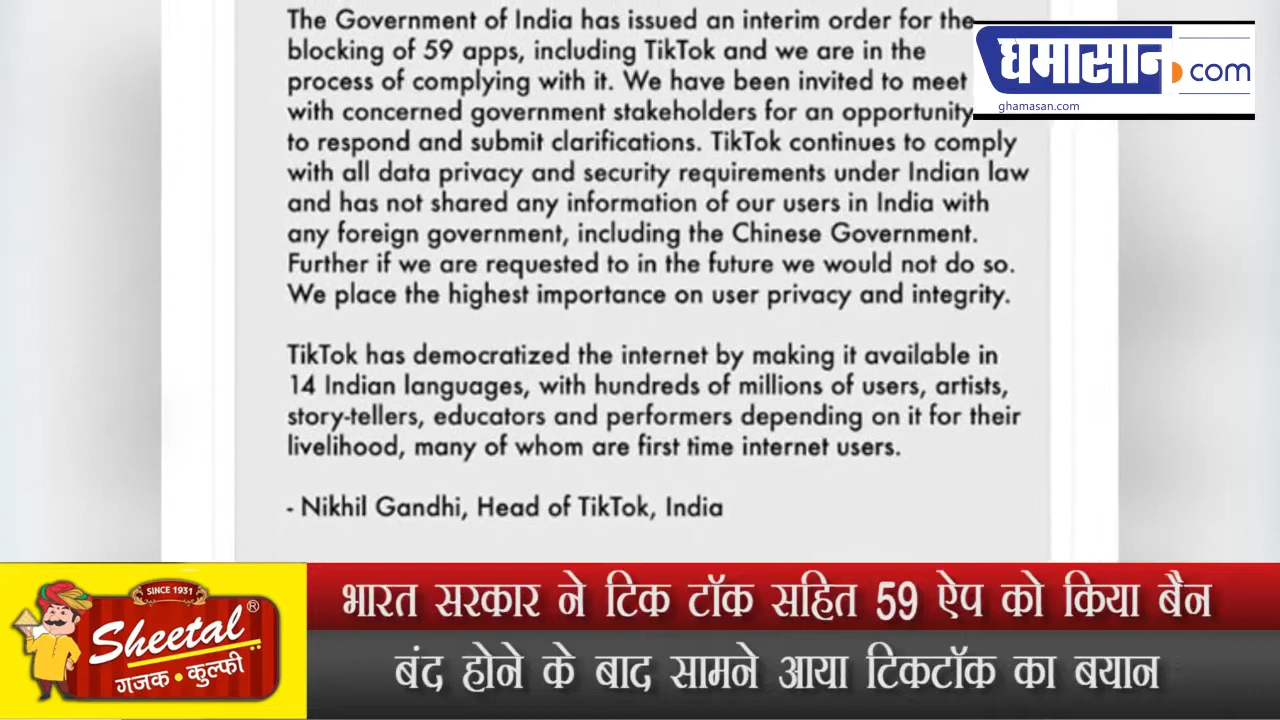 The Government of India has issued an interim order for the
blocking of 59 apps, including TikTok and we are in the
process of complying with it. We have been invited to meet
with concerned government stakeholders for an opportunity
to respond and submit clarifications. TikTok continues to comply
with all data privacy and security requirements under Indian law
and has not shared any information of our users in India with
any foreign government, including the Chinese Government.
Further if we are requested to in the future we would not do so.
We place the highest importance on user privacy and integrity.
TikTok has democratized the internet by making it available in
14 Indian languages, with hundreds of millions of users, artists,
story-tellers, educators and performers depending on it for their
livelihood, many of whom are first time internet users.
- Nikhil Gandhi, Head of TikTok, India
घमासान.com
ghamasan.com
SINCE 1931
Sheetal®
गजक • कुल्फी
भारत सरकार ने टिक टॉक सहित 59 ऐप को किया बैन
बंद होने के बाद सामने आया टिकटॉक का बयान